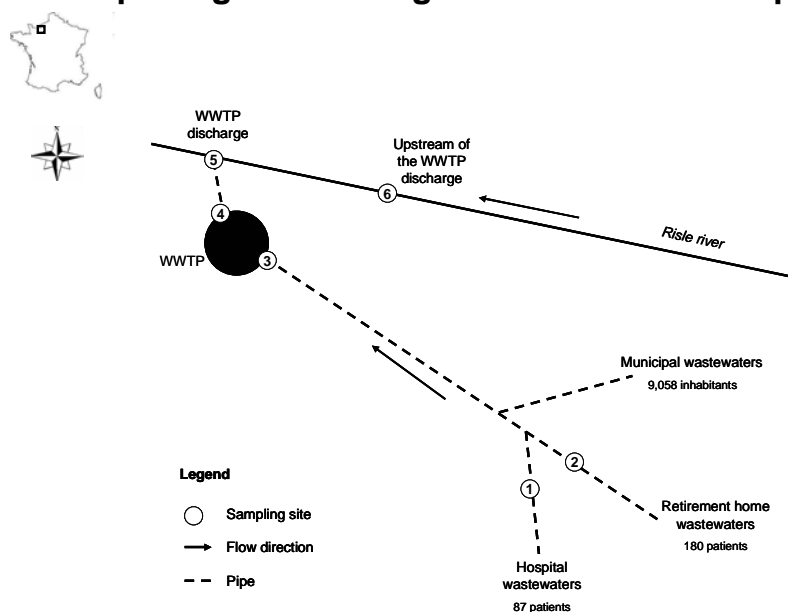 WWTP
discharge
5
Upstream of
the WWTP
discharge
6
4
Risle river
WWTP
3
Municipal wastewaters
9,058 inhabitants
Legend
2
1
Sampling site
Retirement home
wastewaters
180 patients
Flow direction
Hospital
wastewaters
87 patients
Pipe